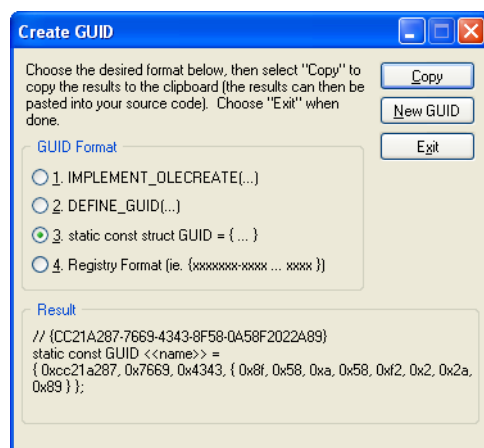 Create GUID
Choose the desired format below, then select "Copy" to
copy the results to the clipboard (the results can then be
pasted into your source code).  Choose "Exit" when
done.
Copy
New GUID
Exit
GUID Format
1. IMPLEMENT_OLECREATE(...)
2. DEFINE_GUID(...)
3. static const struct GUID = { ... }
4. Registry Format (ie. {xxxxxxx-xxxx ... xxxx })
Result
// {CC21A287-7669-4343-8F58-0A58F2022A89}
static const GUID <<name>> =
{ 0xcc21a287, 0x7669, 0x4343, { 0x8f, 0x58, 0xa, 0x58, 0xf2, 0x2, 0x2a,
0x89 } };